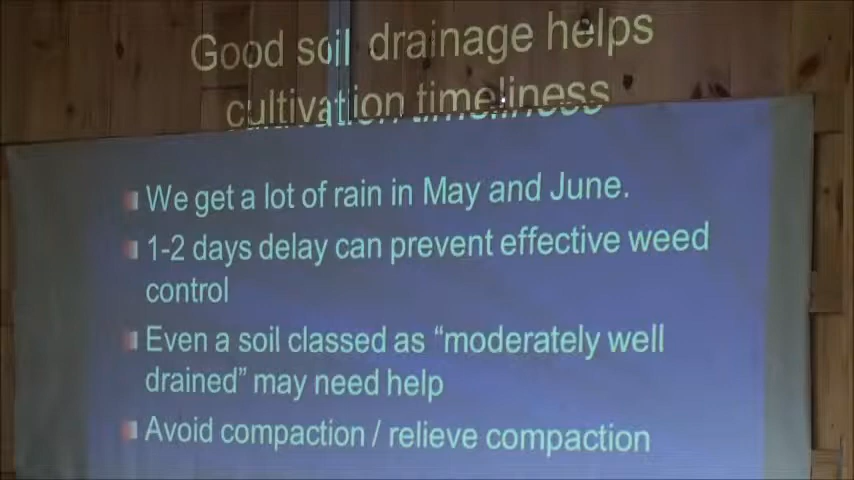 Good soil drainage helps
cultivation timeliness
We get a lot of rain in May and June.
1-2 days delay can prevent effective weed
control
Even a soil classed as “moderately well
drained” may need help
Avoid compaction / relieve compaction